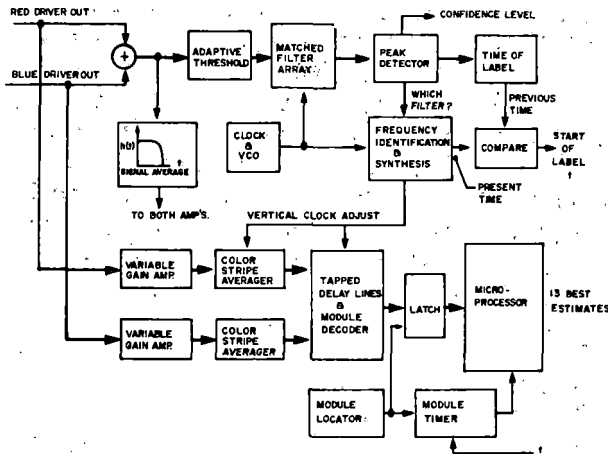 RED DRIVER OUT
CONFIDENCE LEVEL
+
ADAPTIVE
THRESHOLD
MATCHED
FILTER
ARRAY
PEAK
DETECTOR
TIME OF
LABEL
BLUE DRIVER OUT
WHICH FILTER?
PREVIOUS
TIME
h(f)
f
SIGNAL AVERAGE
CLOCK
&
VCO
FREQUENCY
IDENTIFICATION
&
SYNTHESIS
COMPARE
START
OF
LABEL
t
PRESENT
TIME
TO BOTH AMP'S.
VERTICAL CLOCK ADJUST
VARIABLE
GAIN AMP.
COLOR
STRIPE
AVERAGER
TAPPED
DELAY LINES
&
MODULE
DECODER
LATCH
MICRO-
PROCESSOR
13 BEST
ESTIMATES
VARIABLE
GAIN AMP.
COLOR
STRIPE
AVERAGER
MODULE
LOCATOR
MODULE
TIMER
t